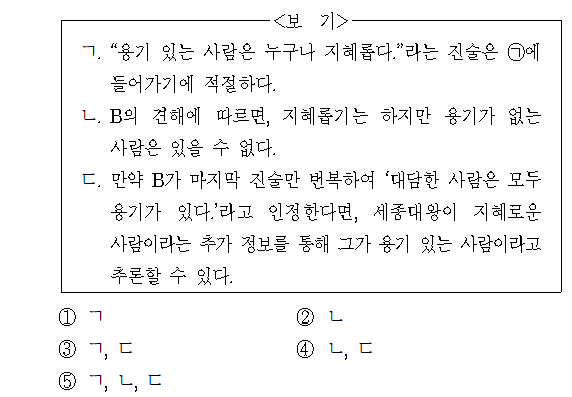 <보 기>
ㄱ. “용기 있는 사람은 누구나 지혜롭다.”라는 진술은 ㉠에
들어가기에 적절하다.
ㄴ. B의 견해에 따르면, 지혜롭기는 하지만 용기가 없는
사람은 있을 수 없다.
ㄷ. 만약 B가 마지막 진술만 번복하여 ‘대담한 사람은 모두
용기가 있다.’라고 인정한다면, 세종대왕이 지혜로운
사람이라는 추가 정보를 통해 그가 용기 있는 사람이라고
추론할 수 있다.
① ㄱ ② ㄴ
③ ㄱ, ㄷ ④ ㄴ, ㄷ
⑤ ㄱ, ㄴ, ㄷ